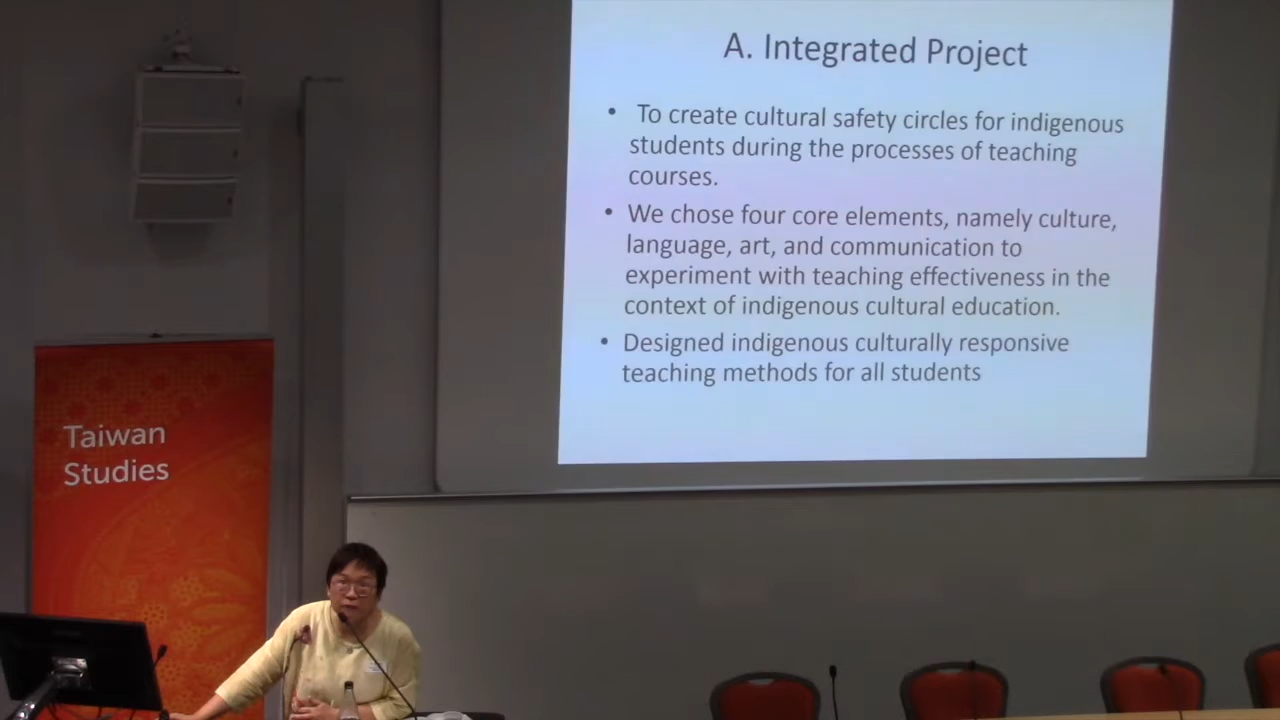 A. Integrated Project
• To create cultural safety circles for indigenous
students during the processes of teaching
courses.
• We chose four core elements, namely culture,
language, art, and communication to
experiment with teaching effectiveness in the
context of indigenous cultural education.
• Designed indigenous culturally responsive
teaching methods for all students
Taiwan
Studies